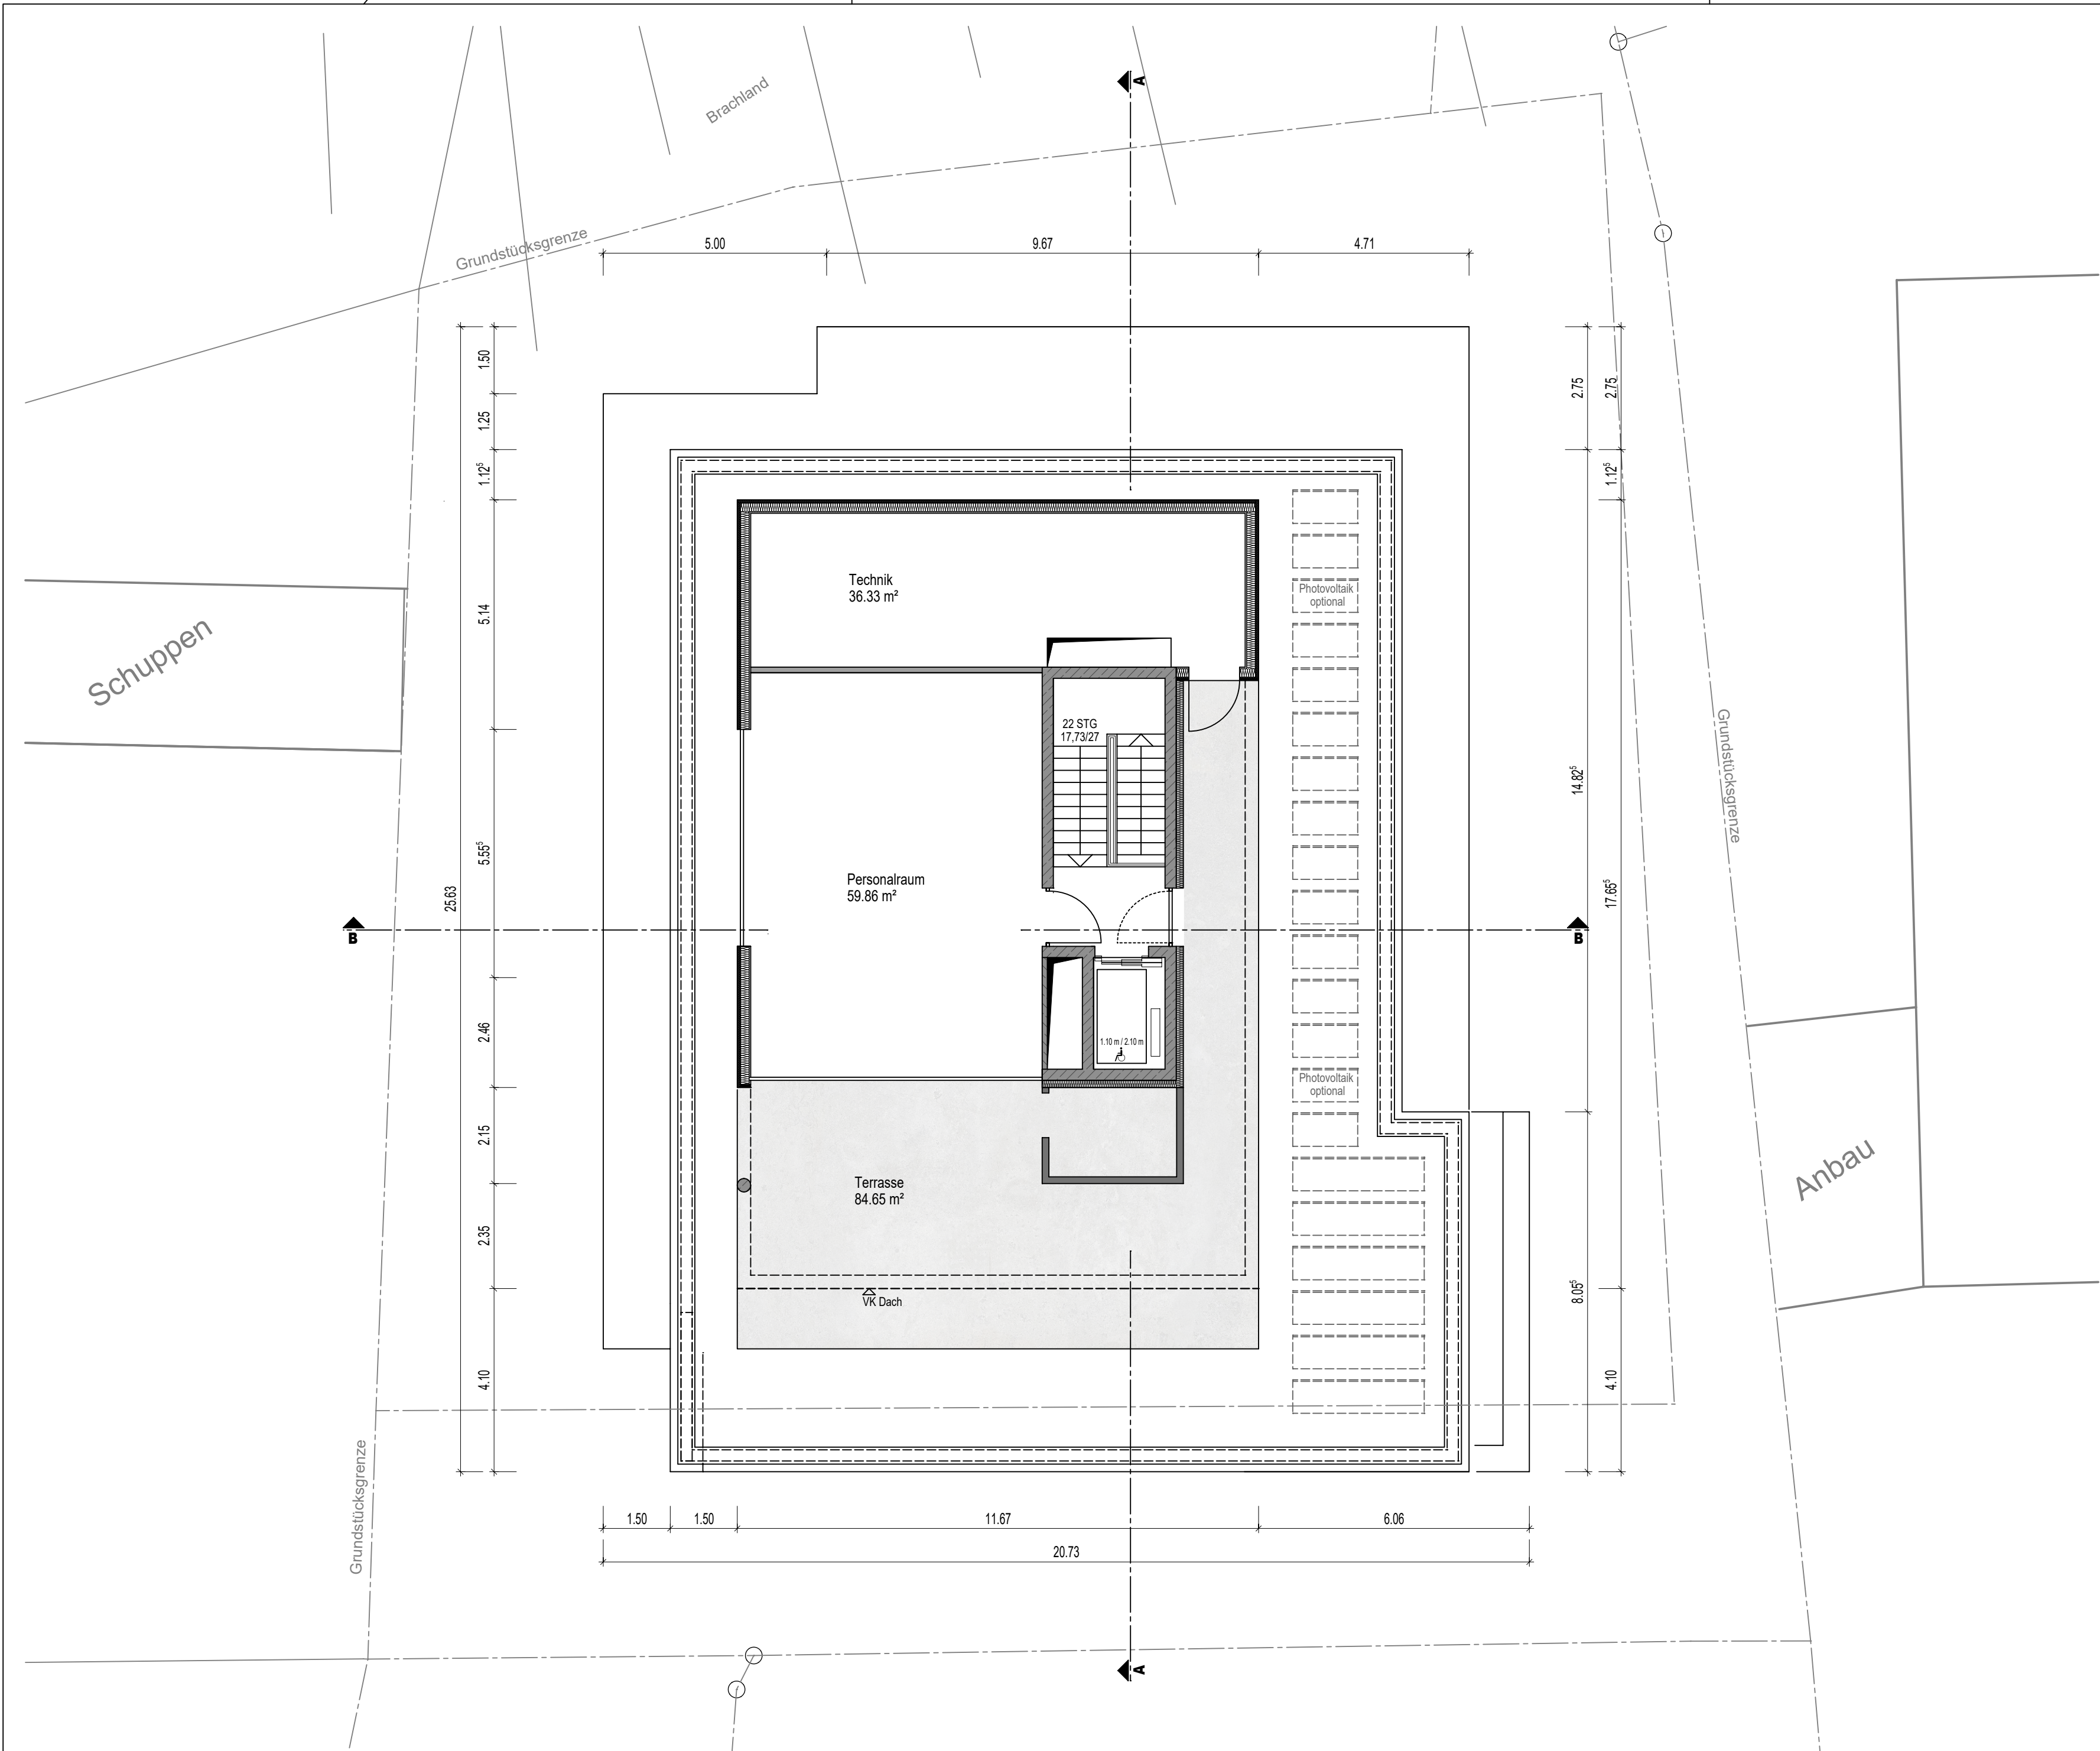 A
Brachland
Grundstücksgrenze
5.00
9.67
4.71
1.50
1.25
1.12⁵
5.14
5.55⁵
2.46
2.15
2.35
4.10
25.63
2.75
2.75
1.12⁵
14.82⁵
17.65⁵
8.05⁵
4.10
Schuppen
Technik
36.33 m²
Photovoltaik
optional
22 STG
17,73/27
Grundstücksgrenze
Personalraum
59.86 m²
B
B
1.10 m / 2.10 m
Photovoltaik
optional
Anbau
Terrasse
84.65 m²
VK Dach
Grundstücksgrenze
1.50
1.50
11.67
6.06
20.73
A